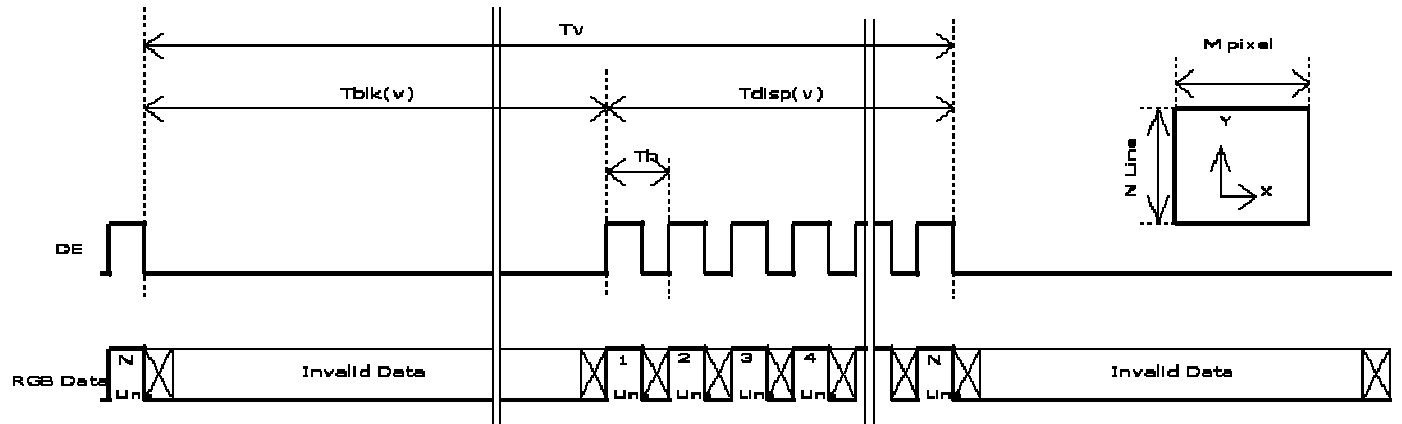 Tv
M pixel
Tblk(v)
Tdisp(v)
Th
Y
X
N Line
DE
RGB Data
N
Lin
Invalid Data
1
Lin
2
Lin
3
Lin
4
Lin
N
Lin
Invalid Data